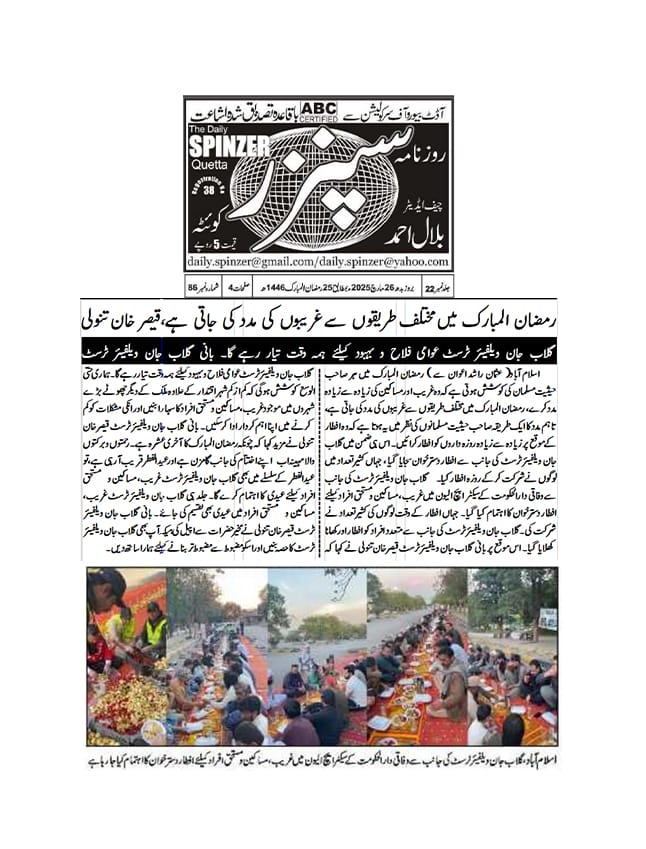 آڈٹ بیورو آف سرکولیشن سے ABC CERTIFIED باقاعدہ تصدیق شدہ اشاعت
The Daily
SPINZER
Quetta
روزنامہ
سپنزر
38
کوئٹہ
قیمت 5 روپے
چیف ایڈیٹر
بلال احمد
daily.spinzer@gmail.com/daily.spinzer@yahoo.com
جلد نمبر 22 بروز بدھ 26 مارچ 2025ء بمطابق 25 رمضان المبارک 1446ھ صفحات 4 شمارہ نمبر 86
رمضان المبارک میں مختلف طریقوں سے غریبوں کی مدد کی جاتی ہے، قیصر خان تنولی
گلاب جان ویلفیئر ٹرسٹ عوامی فلاح و بہبود کیلئے ہمہ وقت تیار رہے گا۔ بانی گلاب جان ویلفیئر ٹرسٹ
اسلام آباد (عثمان راشد اعوان سے) رمضان المبارک میں ہر صاحب
حیثیت مسلمان کی کوشش ہوتی ہے کہ وہ غریب اور مساکین کی زیادہ سے زیادہ
مدد کرے، رمضان المبارک میں مختلف طریقوں سے غریبوں کی مدد کی جاتی ہے،
تاہم مدد کا ایک طریقہ صاحب حیثیت مسلمانوں کی نظر میں یہ ہوتا ہے کہ وہ افطار
کے موقع پر زیادہ سے زیادہ روزہ داروں کو افطار کرائیں۔ اسی ضمن میں گلاب
جان ویلفیئر ٹرسٹ کی جانب سے افطار دسترخوان سجایا گیا، جہاں کثیر تعداد میں
لوگوں نے شرکت کر کے روزہ افطار کیا۔ گلاب جان ویلفیئر ٹرسٹ کی جانب
سے وفاقی دارالحکومت کے سیکٹر ایچ الیون میں غریب، مساکین و مستحق افراد کیلئے
افطار دسترخوان کا اہتمام کیا گیا۔ جہاں افطار کے وقت لوگوں کی کثیر تعداد نے
شرکت کی۔ گلاب جان ویلفیئر ٹرسٹ کی جانب سے متعدد افراد کو افطار اور کھانا
کھلایا گیا۔ اس موقع پر بانی گلاب جان ویلفیئر ٹرسٹ قیصر خان تنولی نے کہا کہ
گلاب جان ویلفیئر ٹرسٹ عوامی فلاح و بہبود کیلئے ہمہ وقت تیار رہے گا۔ ہماری حتی
الوسع کوشش ہوگی کہ کم از کم شہر اقتدار کے علاوہ ملک کے دیگر چھوٹے بڑے
شہروں میں موجود غریب، مساکین و مستحق افراد کا سہارا بنیں اور انکی مشکلات کو کم
کرنے میں اپنا اہم کردار ادا کر سکیں۔ بانی گلاب جان ویلفیئر ٹرسٹ قیصر خان
تنولی نے مزید کہا کہ چونکہ رمضان المبارک کا آخری عشرہ ہے۔ رحمتوں و برکتوں
والا مہینہ اب اپنے اختتام کی جانب گامزن ہے اور عید الفطر قریب آ رہی ہے، تو
عید الفطر کے سلسلے میں بھی گلاب جان ویلفیئر ٹرسٹ غریب، مساکین و مستحق
افراد کیلئے عیدی کا اہتمام کرے گا۔ جلد ہی گلاب جان ویلفیئر ٹرسٹ غریب،
مساکین و مستحق افراد میں عیدی بھی تقسیم کی جائے۔ بانی گلاب جان ویلفیئر
ٹرسٹ قیصر خان تنولی نے مخیر حضرات سے اپیل کی ہیکہ آپ بھی گلاب جان ویلفیئر
ٹرسٹ کا حصہ بنیں اور اسکو مضبوط سے مضبوط تر بنانے کیلئے ہمارا ساتھ دیں۔
اسلام آباد، گلاب جان ویلفیئر ٹرسٹ کی جانب سے وفاقی دارالحکومت کے سیکٹر ایچ الیون میں غریب، مساکین و مستحق افراد کیلئے افطار دسترخوان کا اہتمام کیا جا رہا ہے